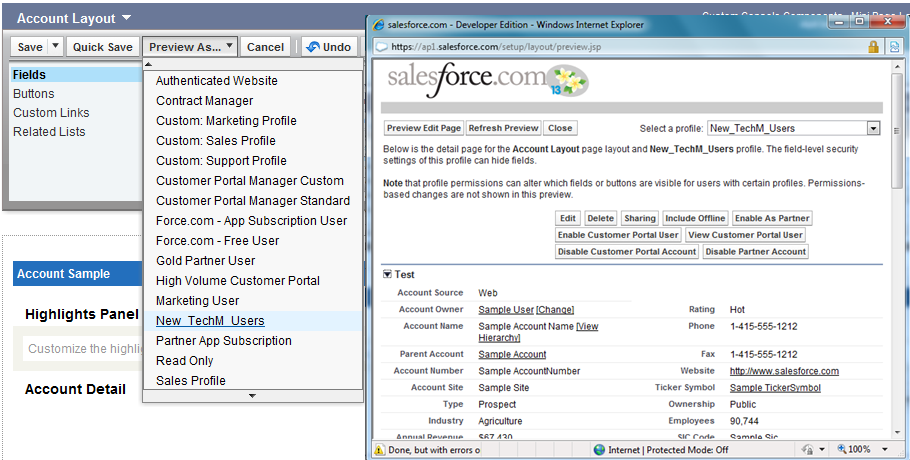 Account Layout
Custom Console Components
Mini Page La
Save
Quick Save
Preview As...
Cancel
Undo
Fields
Buttons
Custom Links
Related Lists
Authenticated Website
Contract Manager
Custom: Marketing Profile
Custom: Sales Profile
Custom: Support Profile
Customer Portal Manager Custom
Customer Portal Manager Standard
Force.com - App Subscription User
Force.com - Free User
Gold Partner User
High Volume Customer Portal
Marketing User
New_TechM_Users
Partner App Subscription
Read Only
Sales Profile
Account Sample
Highlights Panel
Customize the highlig
Account Detail
salesforce.com - Developer Edition - Windows Internet Explorer
https://ap1.salesforce.com/setup/layout/preview.jsp
salesforce.com
13
Preview Edit Page Refresh Preview Close Select a profile: New_TechM_Users
Below is the detail page for the Account Layout page layout and New_TechM_Users profile. The field-level security
settings of this profile can hide fields.
Note that profile permissions can alter which fields or buttons are visible for users with certain profiles. Permissions-
based changes are not shown in this preview.
Edit Delete Sharing Include Offline Enable As Partner
Enable Customer Portal User View Customer Portal User
Disable Customer Portal Account Disable Partner Account
Test
Account Source Web
Account Owner Sample User [Change] Rating Hot
Account Name Sample Account Name [View Phone 1-415-555-1212
Hierarchy]
Parent Account Sample Account Fax 1-415-555-1212
Account Number Sample AccountNumber Website http://www.salesforce.com
Account Site Sample Site Ticker Symbol Sample TickerSymbol
Type Prospect Ownership Public
Industry Agriculture Employees 90,744
Annual Revenue $67,430 SIC Code Sample Sic
Done, but with errors o Internet | Protected Mode: Off 100%